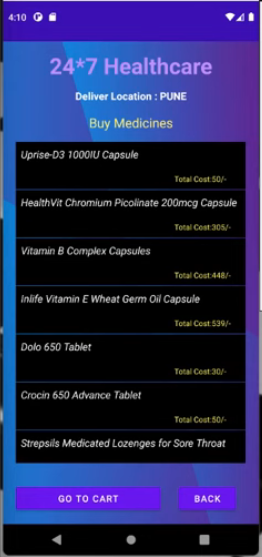 4:10
24*7 Healthcare
Deliver Location : PUNE
Buy Medicines
Uprise-D3 1000IU Capsule
Total Cost:50/-
HealthVit Chromium Picolinate 200mcg Capsule
Total Cost:305/-
Vitamin B Complex Capsules
Total Cost:448/-
Inlife Vitamin E Wheat Germ Oil Capsule
Total Cost:539/-
Dolo 650 Tablet
Total Cost:30/-
Crocin 650 Advance Tablet
Total Cost:50/-
Strepsils Medicated Lozenges for Sore Throat
GO TO CART
BACK